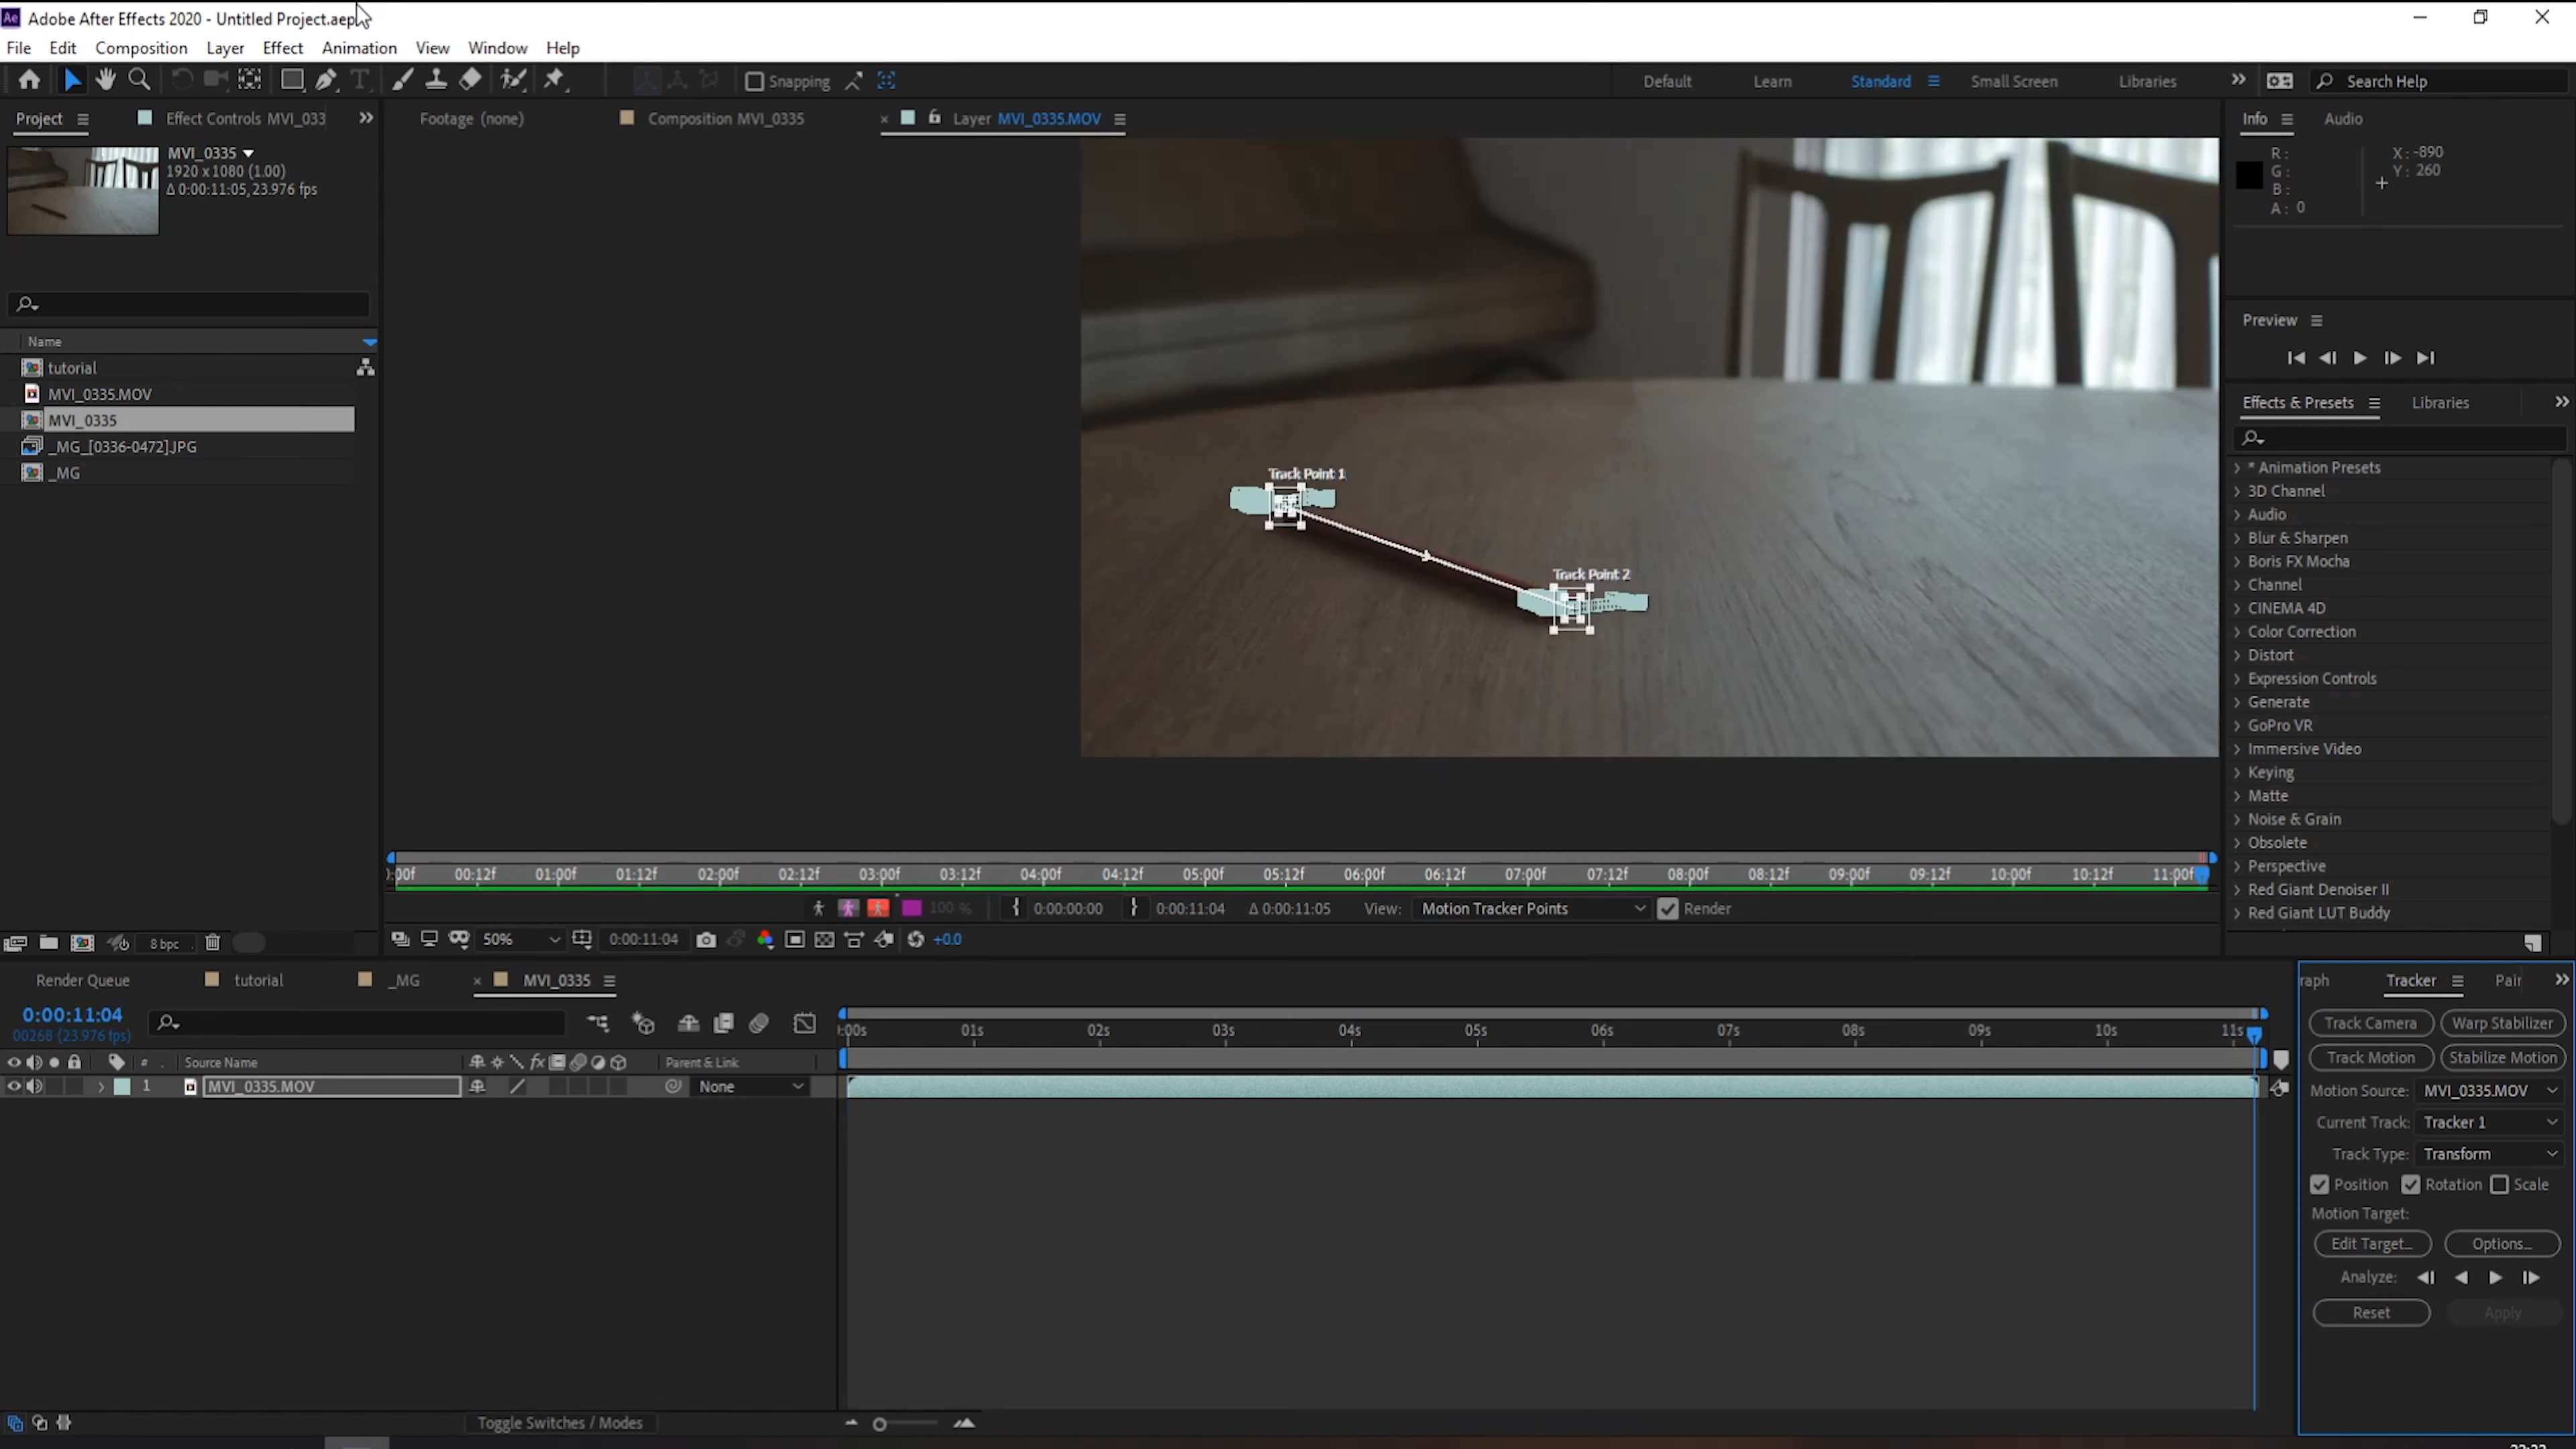 Adobe After Effects 2020 - Untitled Project.aep
File Edit Composition Layer Effect Animation View Window Help
Snapping
Default Learn Standard Small Screen Libraries Search Help
Project Effect Controls MVI_033
Footage (none) Composition MVI_0335 Layer MVI_0335.MOV
Info Audio
MVI_0335
1920 x 1080 (1.00)
Δ 0:00:11:05, 23.976 fps
R :
G :
B :
A : 0
X : -890
Y : 260
Name
tutorial
MVI_0335.MOV
MVI_0335
_MG_[0336-0472].JPG
_MG
Track Point 1
Track Point 2
Preview
Effects & Presets Libraries
* Animation Presets
3D Channel
Audio
Blur & Sharpen
Boris FX Mocha
Channel
CINEMA 4D
Color Correction
Distort
Expression Controls
Generate
GoPro VR
Immersive Video
Keying
Matte
Noise & Grain
Obsolete
Perspective
Red Giant Denoiser II
Red Giant LUT Buddy
00f 00:12f 01:00f 01:12f 02:00f 02:12f 03:00f 03:12f 04:00f 04:12f 05:00f 05:12f 06:00f 06:12f 07:00f 07:12f 08:00f 08:12f 09:00f 09:12f 10:00f 10:12f 11:00f
100 % 0:00:00:00 0:00:11:04 Δ 0:00:11:05 View: Motion Tracker Points Render
8 bpc 50% 0:00:11:04 +0.0
Render Queue tutorial _MG MVI_0335
0:00:11:04
00268 (23.976 fps)
:00s 01s 02s 03s 04s 05s 06s 07s 08s 09s 10s 11s
# Source Name fx Parent & Link
1 MVI_0335.MOV None
Toggle Switches / Modes
raph Tracker Pair
Track Camera Warp Stabilizer
Track Motion Stabilize Motion
Motion Source: MVI_0335.MOV
Current Track: Tracker 1
Track Type: Transform
Position Rotation Scale
Motion Target:
Edit Target... Options...
Analyze:
Reset Apply